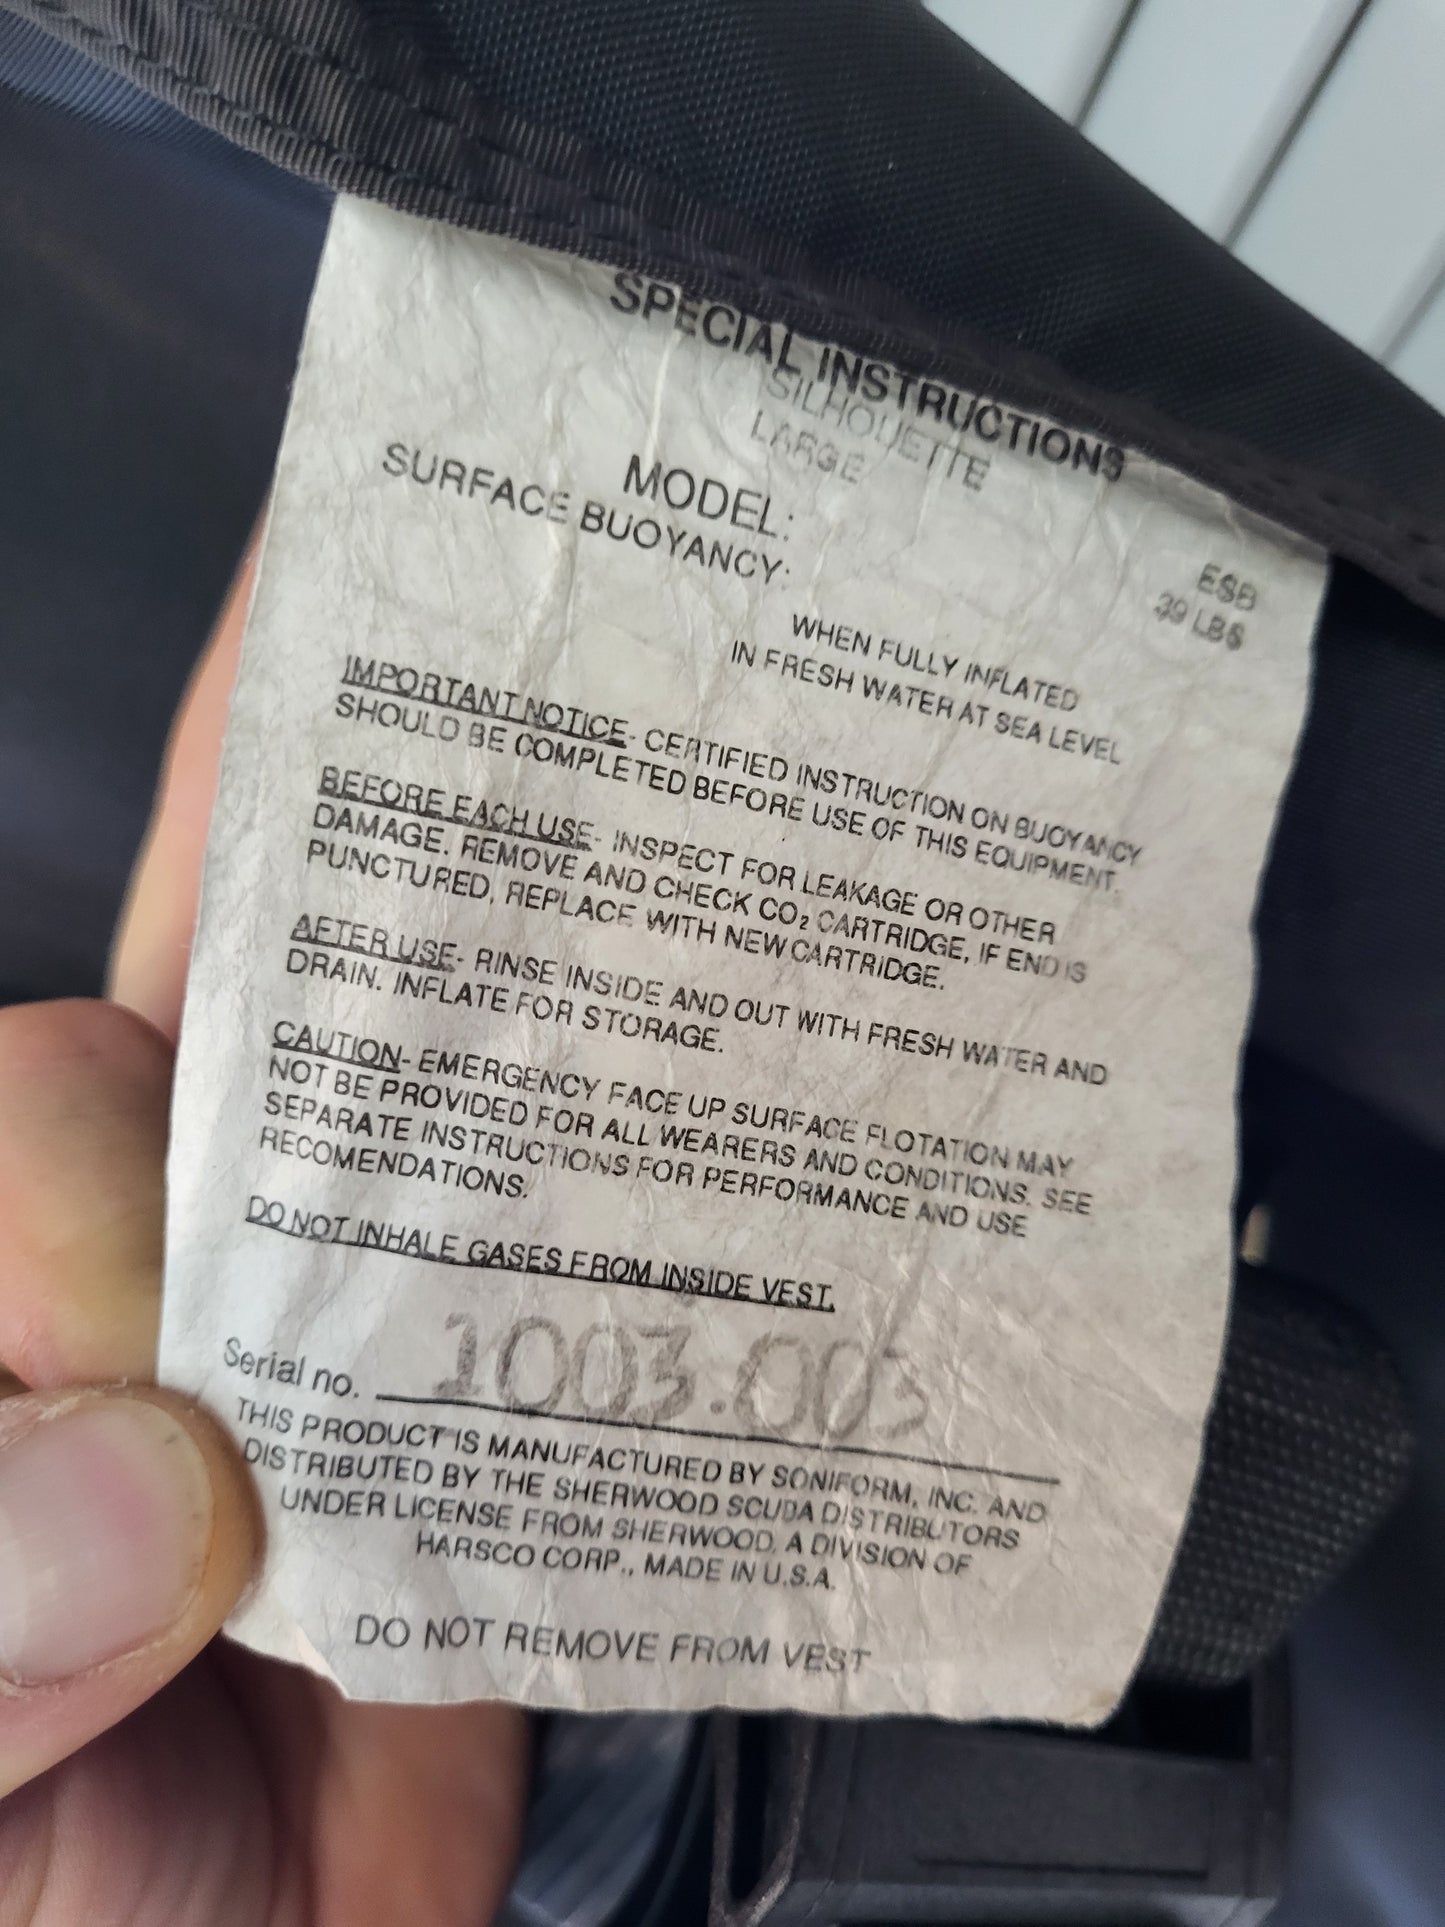 SPECIAL INSTRUCTIONS
SILHOUETTE
LARGE
MODEL:
ESB
SURFACE BUOYANCY:
39 LBS
WHEN FULLY INFLATED
IN FRESH WATER AT SEA LEVEL
IMPORTANT NOTICE- CERTIFIED INSTRUCTION ON BUOYANCY
SHOULD BE COMPLETED BEFORE USE OF THIS EQUIPMENT.
BEFORE EACH USE- INSPECT FOR LEAKAGE OR OTHER
DAMAGE. REMOVE AND CHECK CO₂ CARTRIDGE, IF END IS
PUNCTURED, REPLACE WITH NEW CARTRIDGE.
AFTER USE- RINSE INSIDE AND OUT WITH FRESH WATER AND
DRAIN. INFLATE FOR STORAGE.
CAUTION- EMERGENCY FACE UP SURFACE FLOTATION MAY
NOT BE PROVIDED FOR ALL WEARERS AND CONDITIONS. SEE
SEPARATE INSTRUCTIONS FOR PERFORMANCE AND USE
RECOMENDATIONS.
DO NOT INHALE GASES FROM INSIDE VEST.
Serial no. 1003.003
THIS PRODUCT IS MANUFACTURED BY SONIFORM, INC. AND
DISTRIBUTED BY THE SHERWOOD SCUBA DISTRIBUTORS
UNDER LICENSE FROM SHERWOOD, A DIVISION OF
HARSCO CORP., MADE IN U.S.A.
DO NOT REMOVE FROM VEST